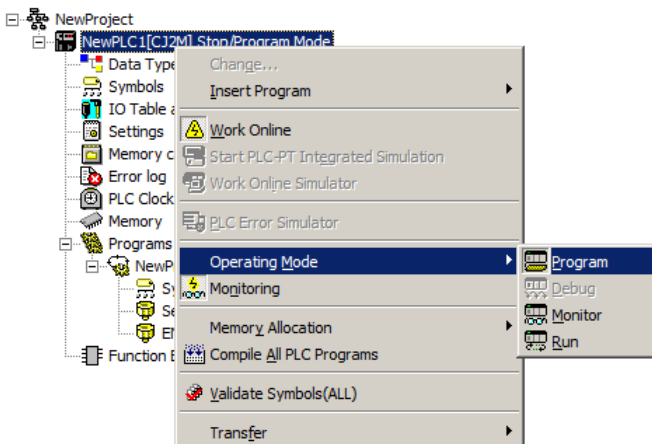 NewProject
NewPLC1[CJ2M] Stop/Program Mode
Data Type
Symbols
IO Table a
Settings
Memory c
Error log
PLC Clock
Memory
Programs
NewP
Sy
Se
EN
Function B
Change...
Insert Program
Work Online
Start PLC-PT Integrated Simulation
Work Online Simulator
PLC Error Simulator
Operating Mode
Monitoring
Memory Allocation
Compile All PLC Programs
Validate Symbols(ALL)
Transfer
Program
Debug
Monitor
Run